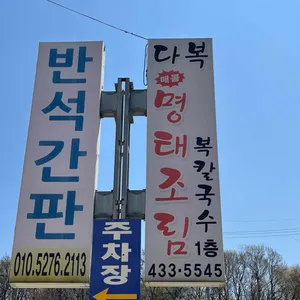 반석간판
010.5276.2113
다복
매콤
명태조림
복칼국수
1층
433-5545
주차장